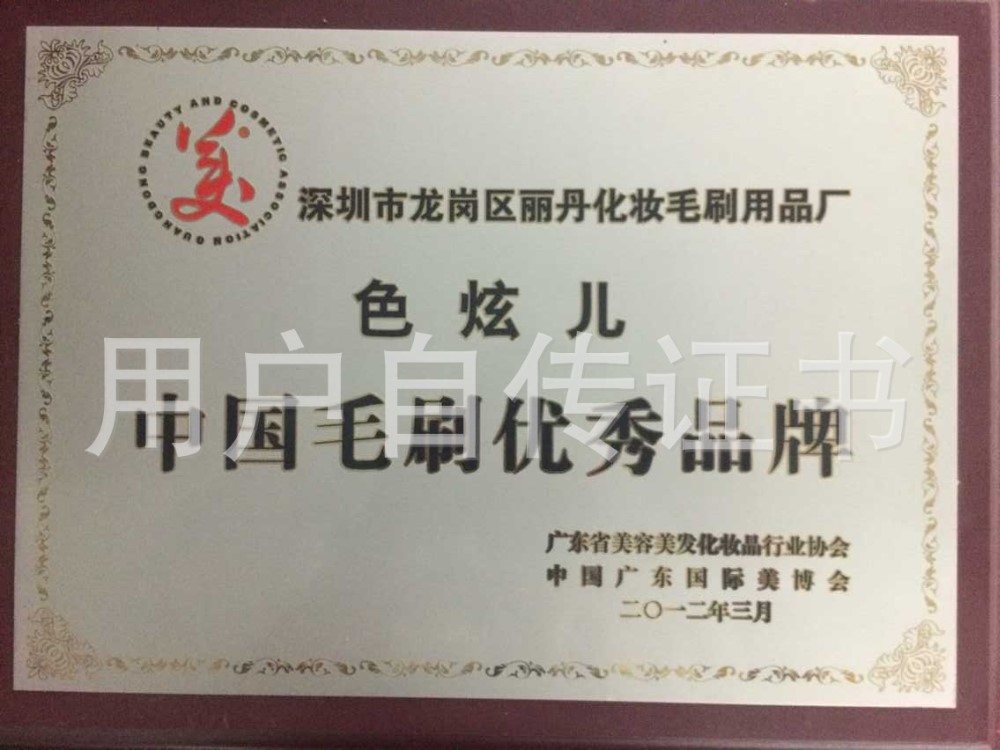 GUANGDONG BEAUTY AND COSMETIC ASSOCIATION
美
深圳市龙岗区丽丹化妆毛刷用品厂
色炫儿
用户自传证书
中国毛刷优秀品牌
广东省美容美发化妆品行业协会
中国广东国际美博会
二〇一二年三月